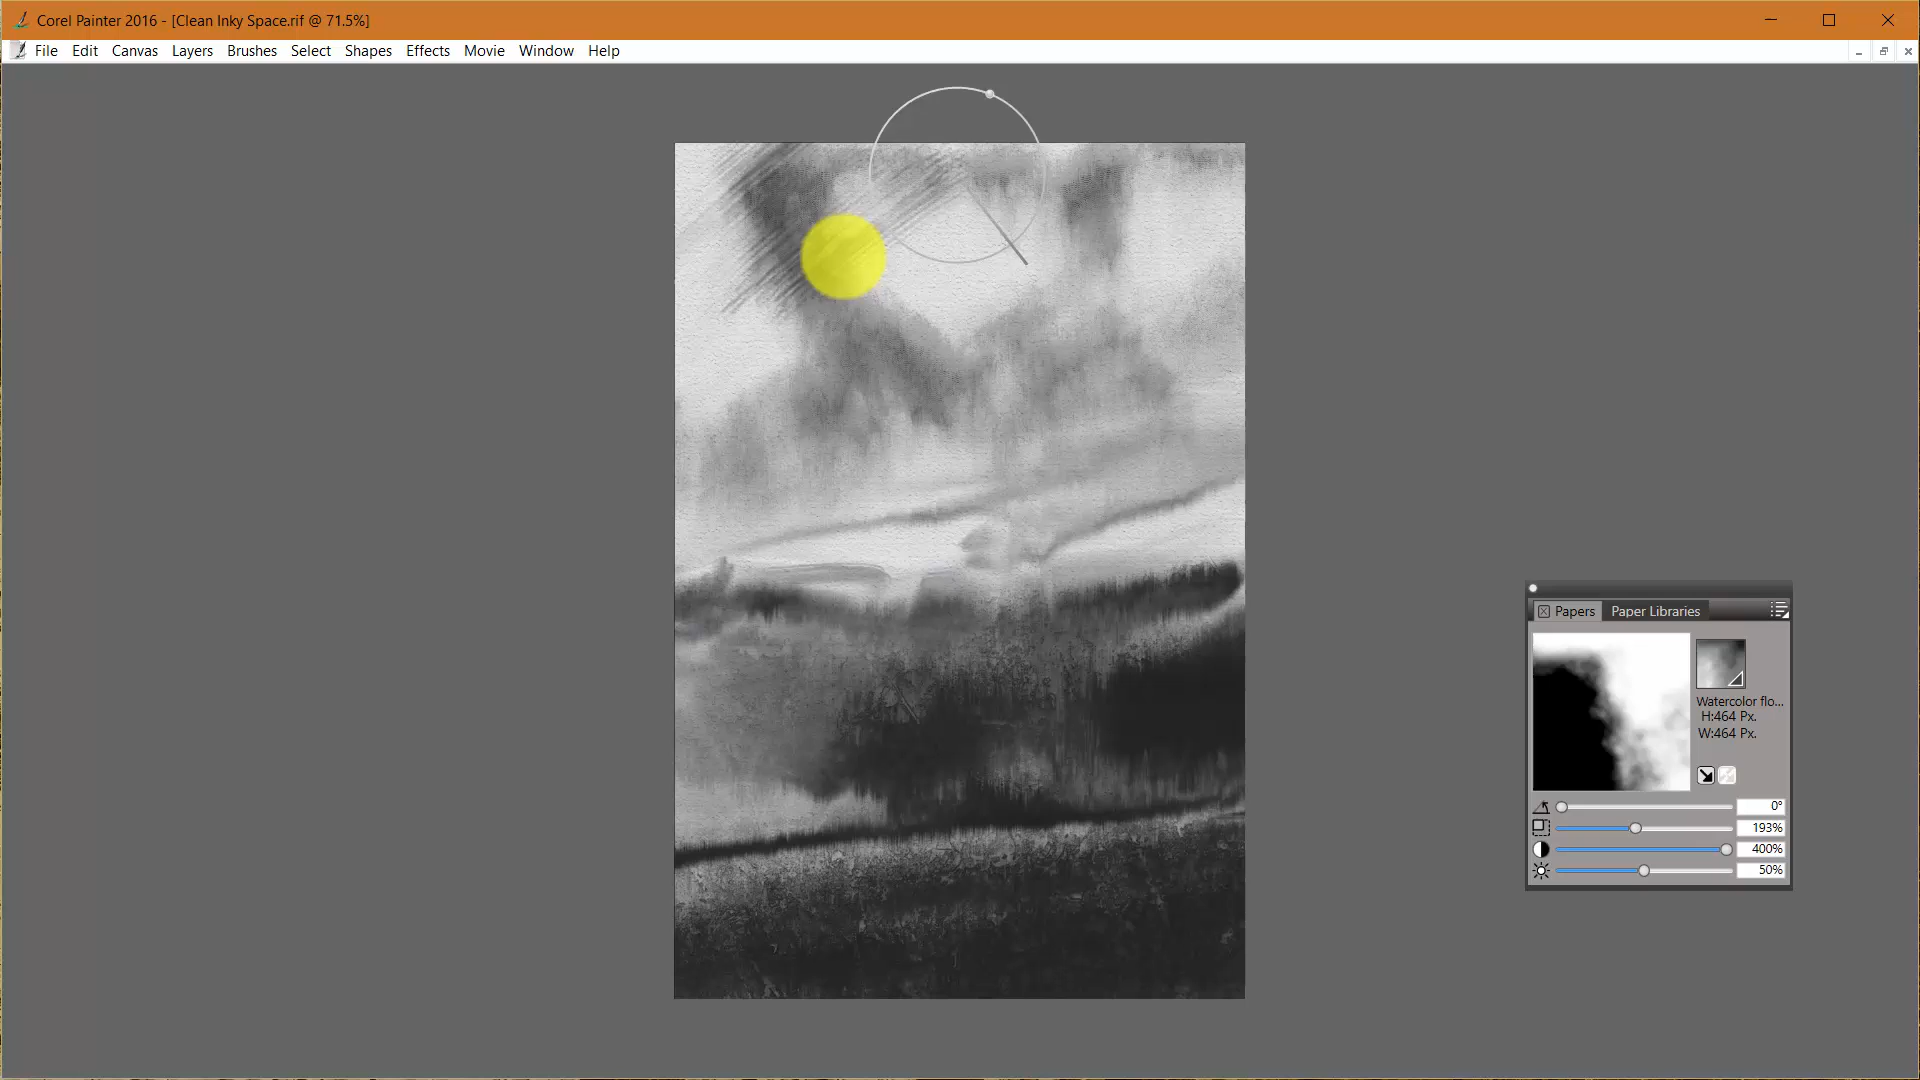 Corel Painter 2016 - [Clean Inky Space.rif @ 71.5%]
File Edit Canvas Layers Brushes Select Shapes Effects Movie Window Help
Papers Paper Libraries
Watercolor flo...
H:464 Px.
W:464 Px.
0°
193%
400%
50%